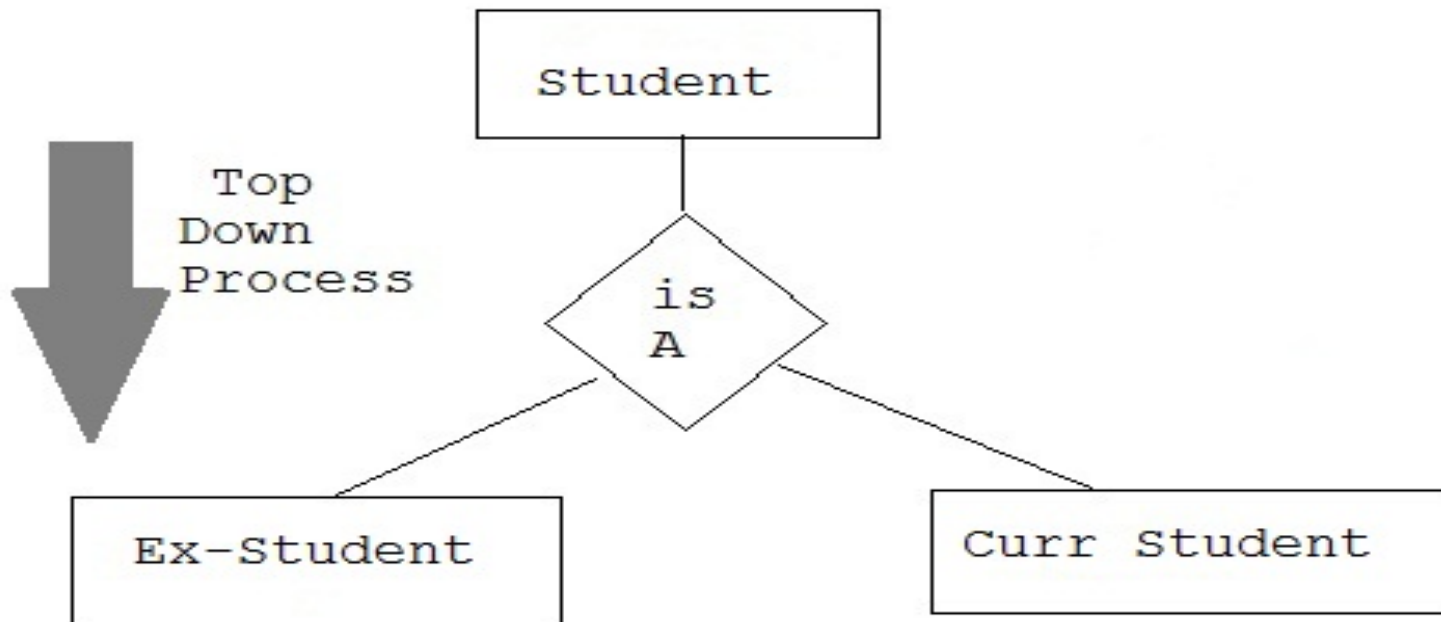 Student
Top
Down
Process
is
A
Ex-Student
Curr Student